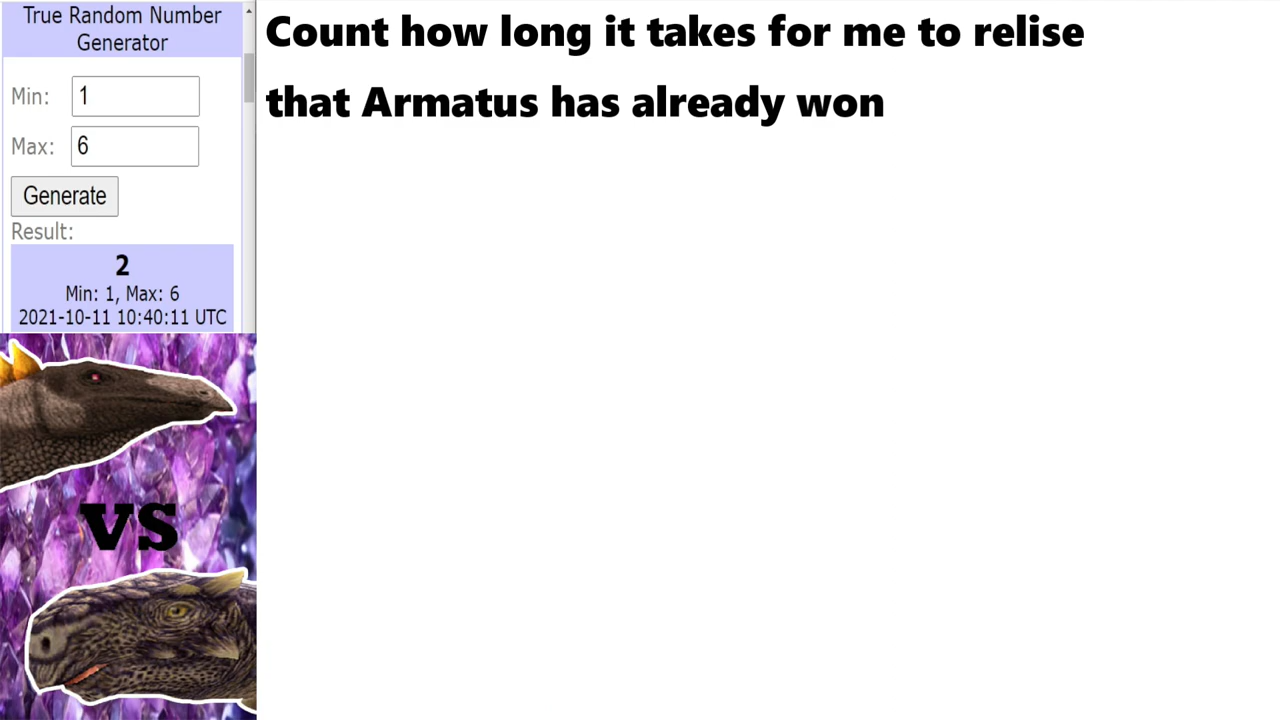 True Random Number
Generator
Min: 1
Max: 6
Generate
Result:
2
Min: 1, Max: 6
2021-10-11 10:40:11 UTC
vs
Count how long it takes for me to relise
that Armatus has already won